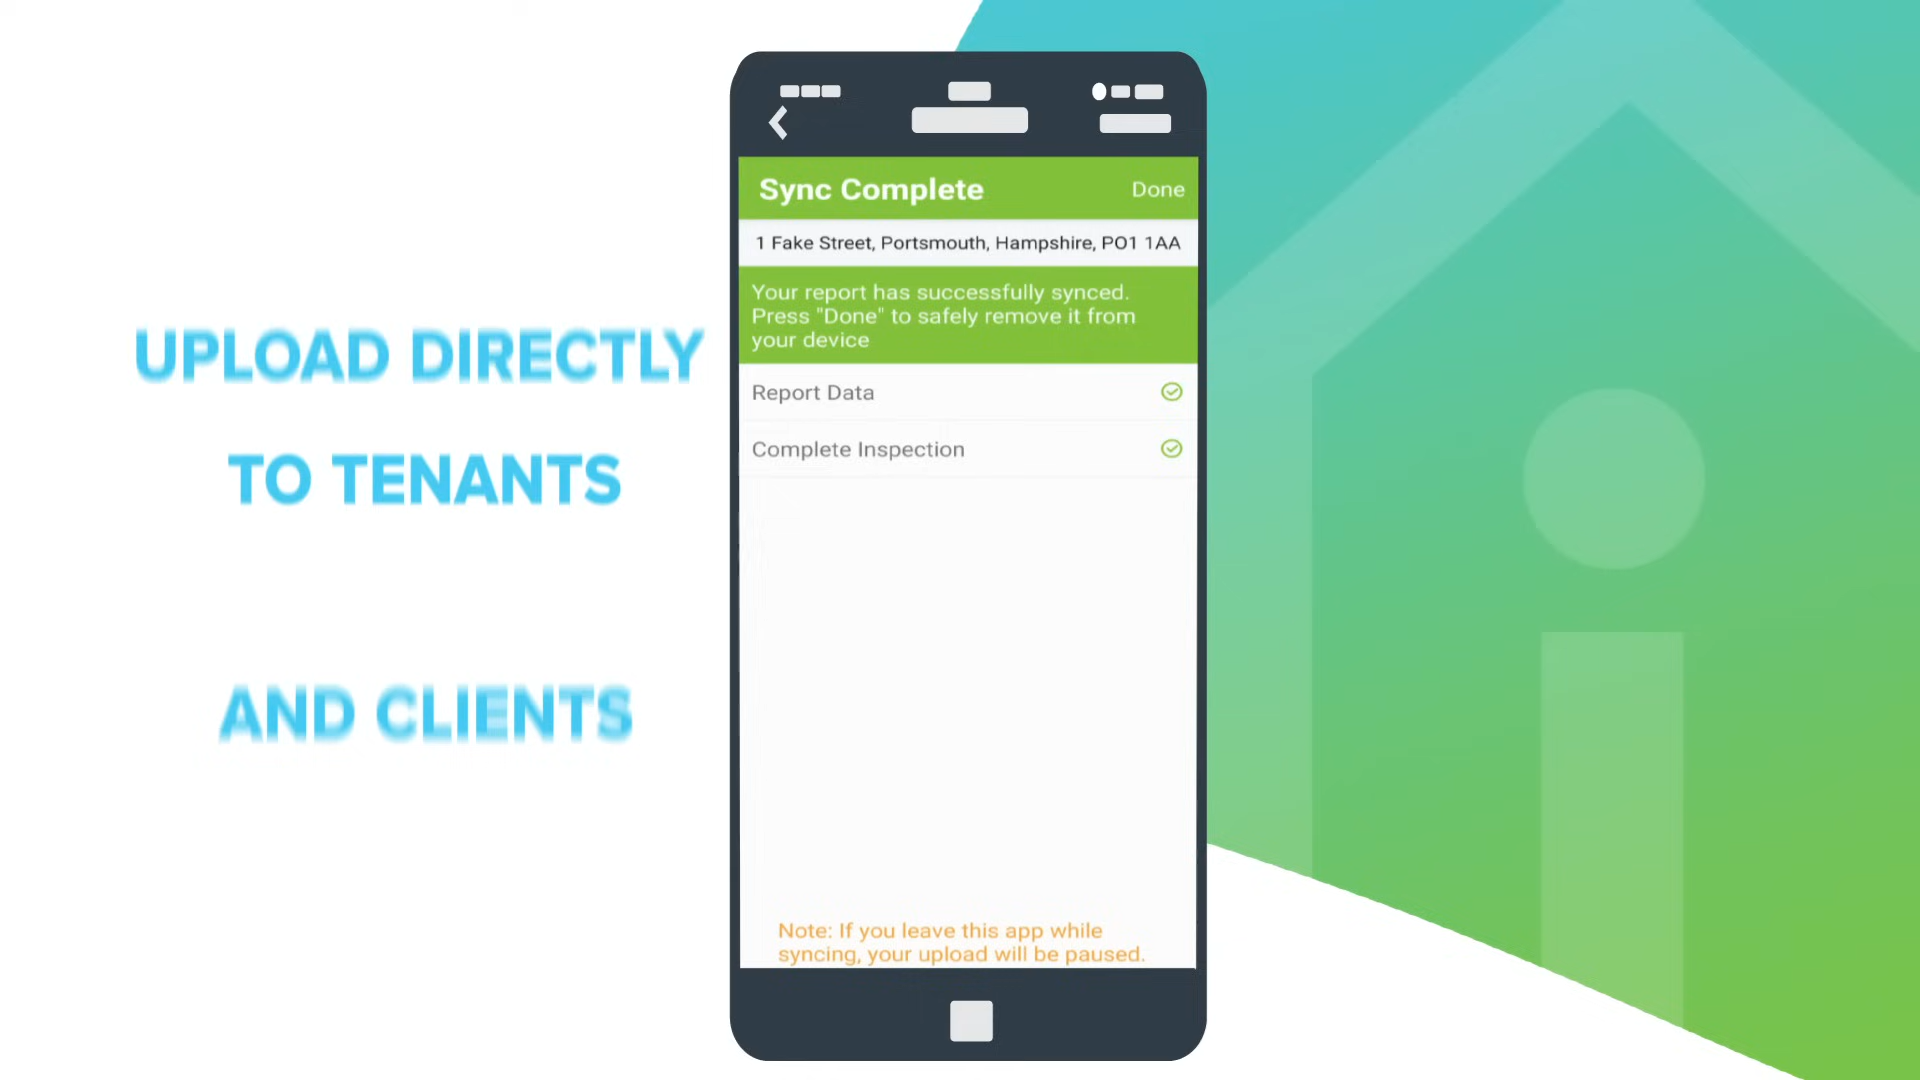 UPLOAD DIRECTLY
TO TENANTS
AND CLIENTS
Sync Complete
Done
1 Fake Street, Portsmouth, Hampshire, PO1 1AA
Your report has successfully synced.
Press "Done" to safely remove it from
your device
Report Data
Complete Inspection
Note: If you leave this app while
syncing, your upload will be paused.